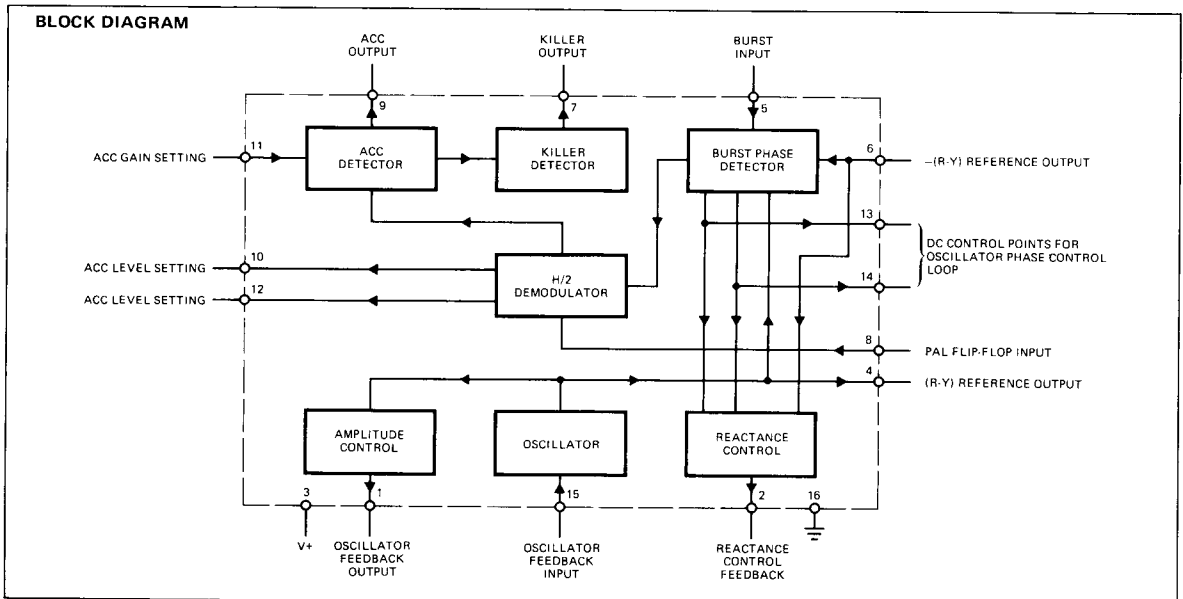 BLOCK DIAGRAM
ACC
OUTPUT
KILLER
OUTPUT
BURST
INPUT
9
7
5
ACC GAIN SETTING
11
ACC
DETECTOR
KILLER
DETECTOR
BURST PHASE
DETECTOR
6
–(R-Y) REFERENCE OUTPUT
13
DC CONTROL POINTS FOR
OSCILLATOR PHASE CONTROL
LOOP
14
ACC LEVEL SETTING
10
ACC LEVEL SETTING
12
H/2
DEMODULATOR
8
PAL FLIP-FLOP INPUT
4
(R-Y) REFERENCE OUTPUT
AMPLITUDE
CONTROL
OSCILLATOR
REACTANCE
CONTROL
3
1
15
2
16
V+
OSCILLATOR
FEEDBACK
OUTPUT
OSCILLATOR
FEEDBACK
INPUT
REACTANCE
CONTROL
FEEDBACK